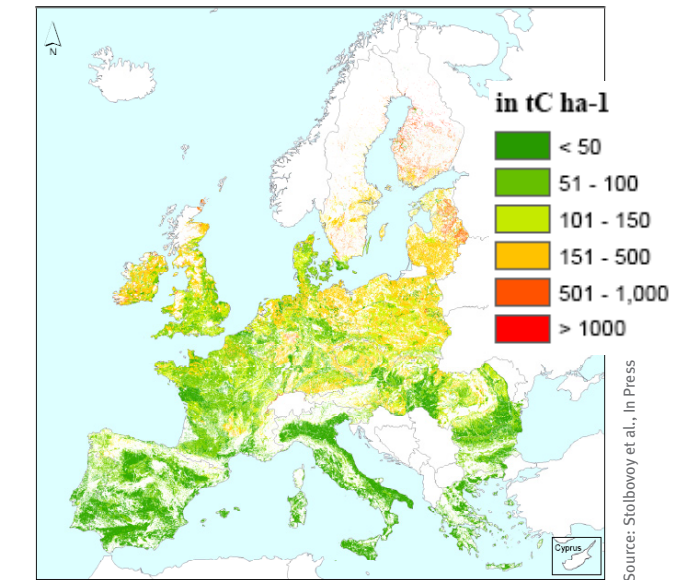 N
in tC ha-1
< 50
51 - 100
101 - 150
151 - 500
501 - 1,000
> 1000
Source: Stolbovoy et al., In Press
Cyprus